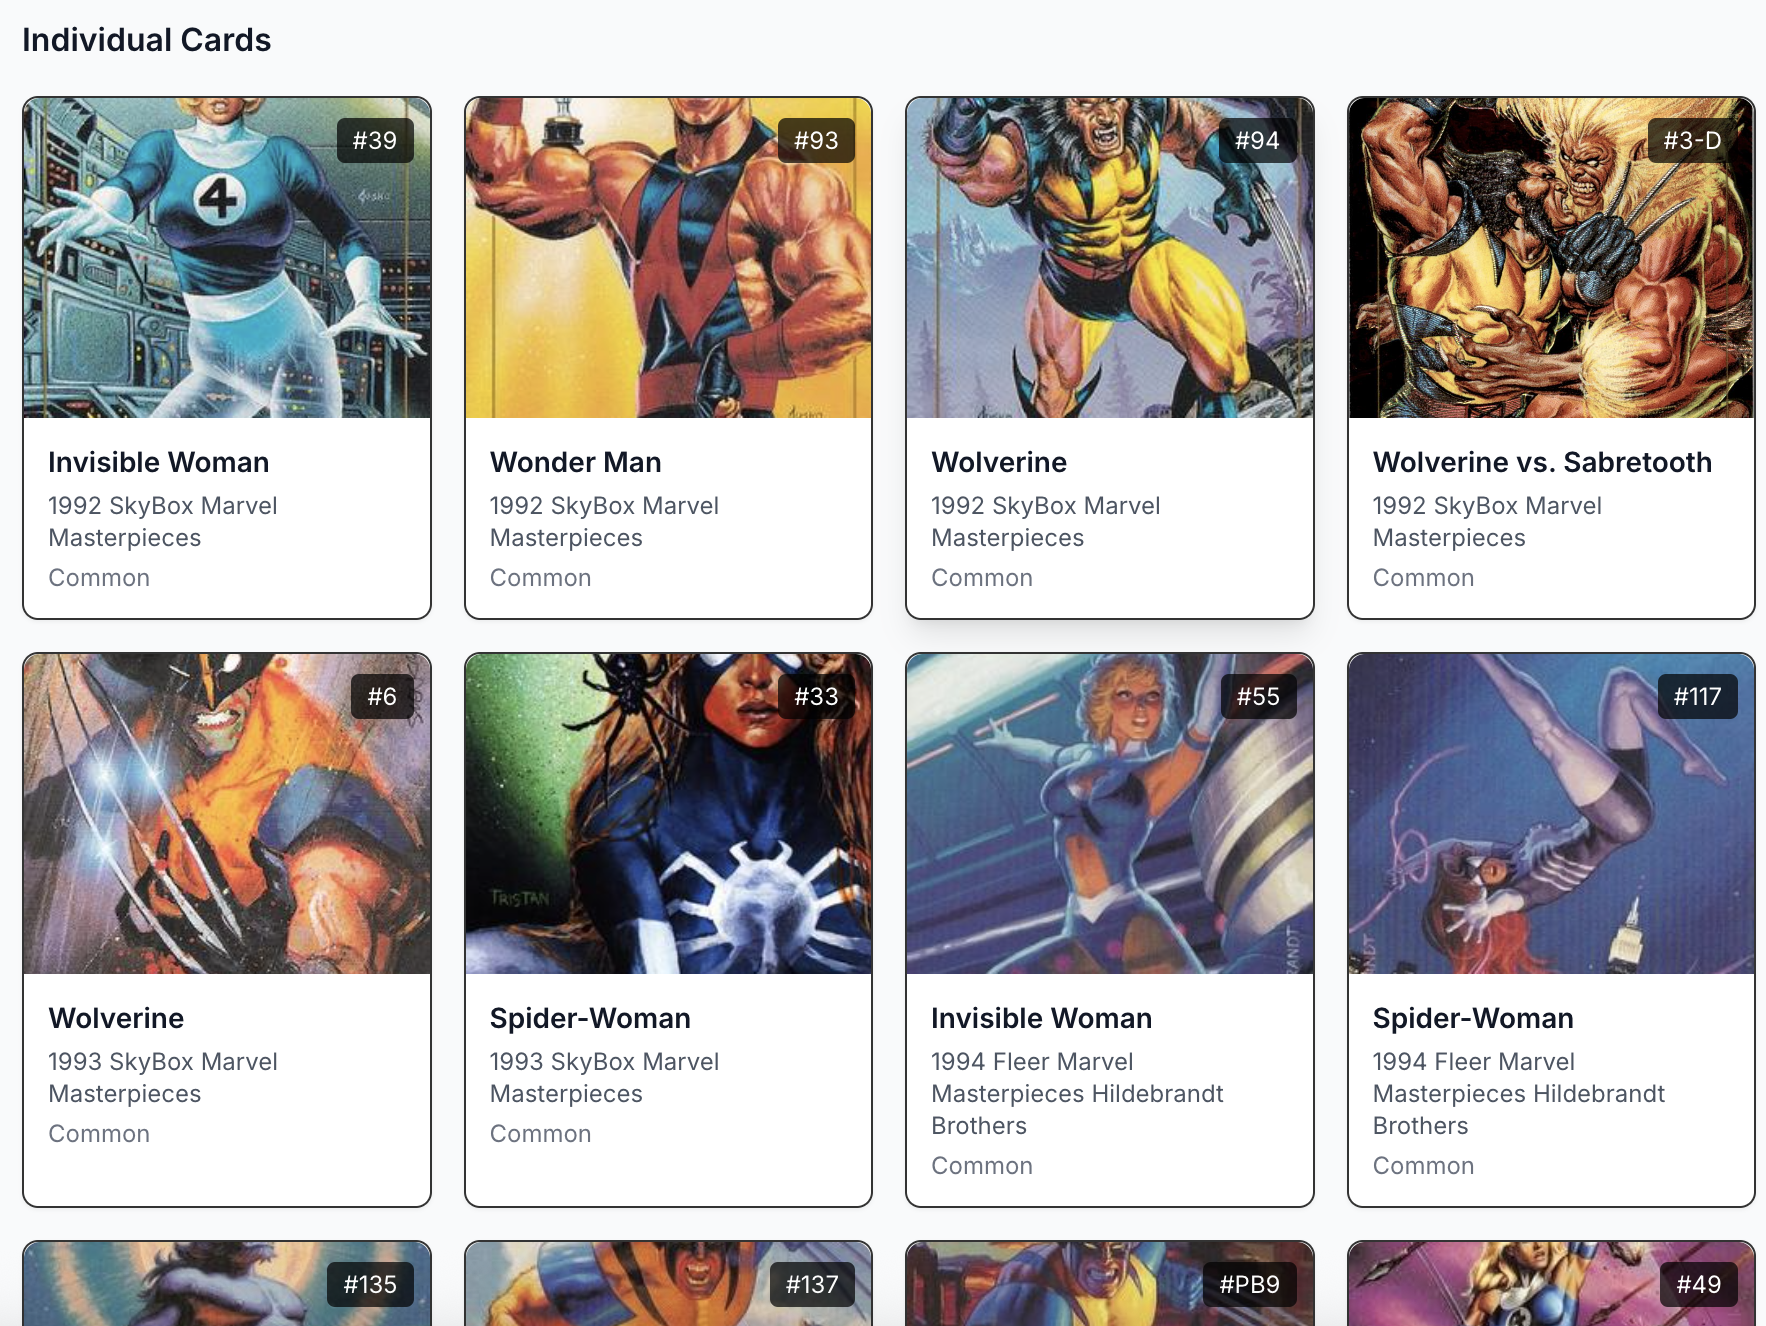 Individual Cards
#39
#93
#94
#3-D
4
Invisible Woman
1992 SkyBox Marvel
Masterpieces
Common
Wonder Man
1992 SkyBox Marvel
Masterpieces
Common
Wolverine
1992 SkyBox Marvel
Masterpieces
Common
Wolverine vs. Sabretooth
1992 SkyBox Marvel
Masterpieces
Common
#6
#33
#55
#117
TRISTAN
Wolverine
1993 SkyBox Marvel
Masterpieces
Common
Spider-Woman
1993 SkyBox Marvel
Masterpieces
Common
Invisible Woman
1994 Fleer Marvel
Masterpieces Hildebrandt
Brothers
Common
Spider-Woman
1994 Fleer Marvel
Masterpieces Hildebrandt
Brothers
Common
#135
#137
#PB9
#49